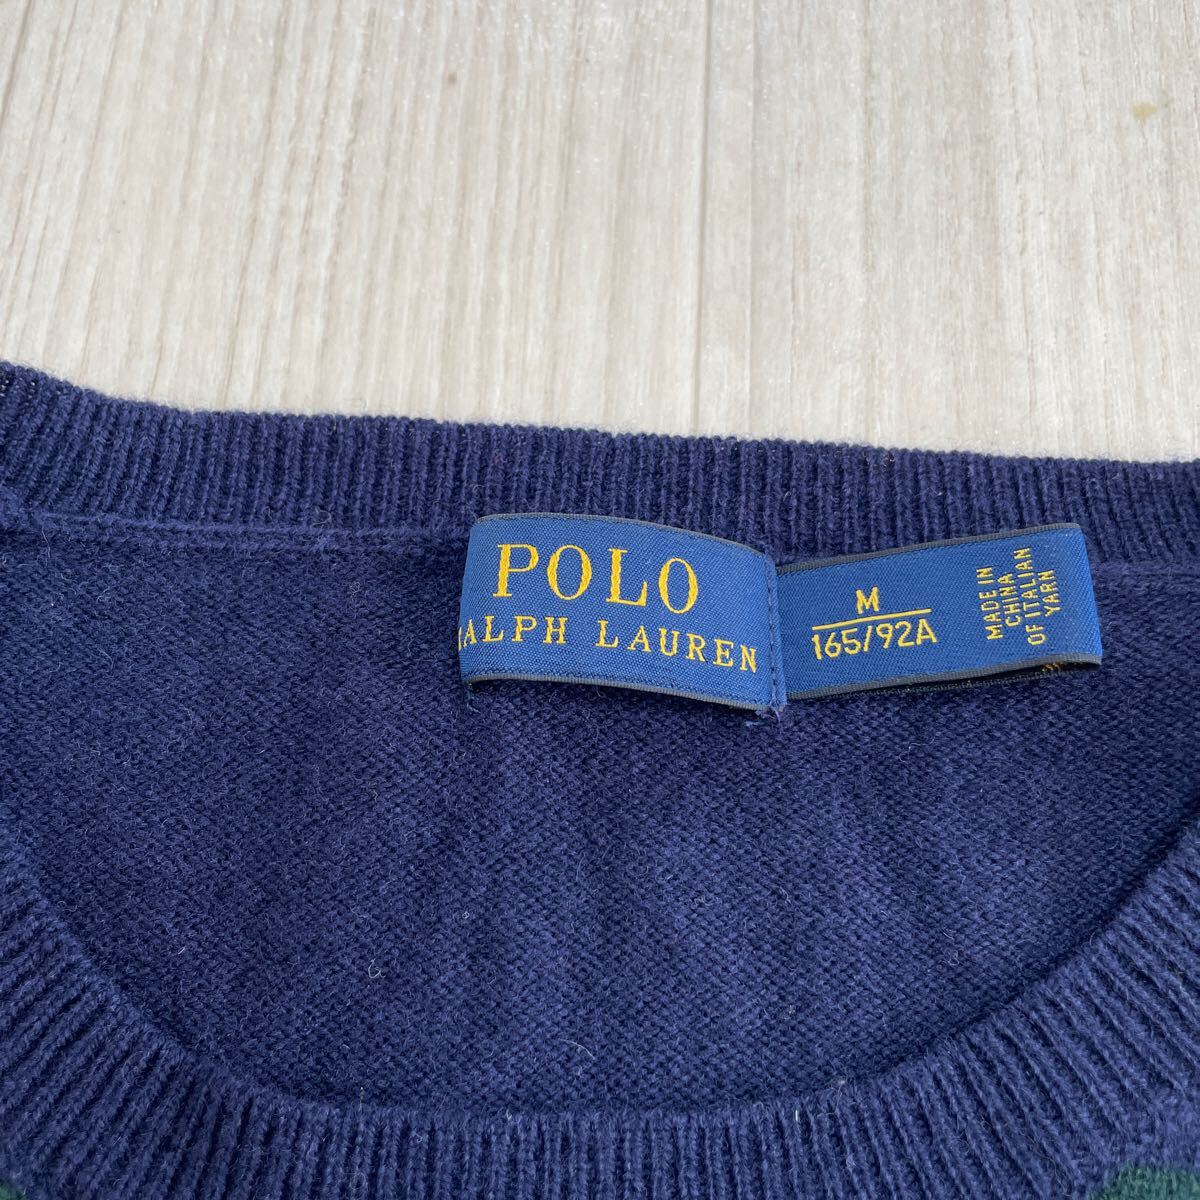 POLO
RALPH LAUREN
M
165/92A
MADE IN
CHINA
OF ITALIAN
YARN